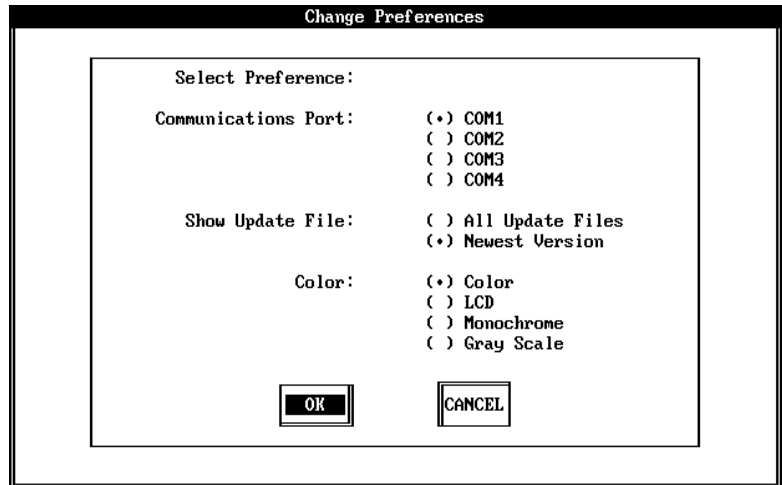 Change Preferences
Select Preference:
Communications Port: (•) COM1
( ) COM2
( ) COM3
( ) COM4
Show Update File: ( ) All Update Files
(•) Newest Version
Color: (•) Color
( ) LCD
( ) Monochrome
( ) Gray Scale
OK CANCEL